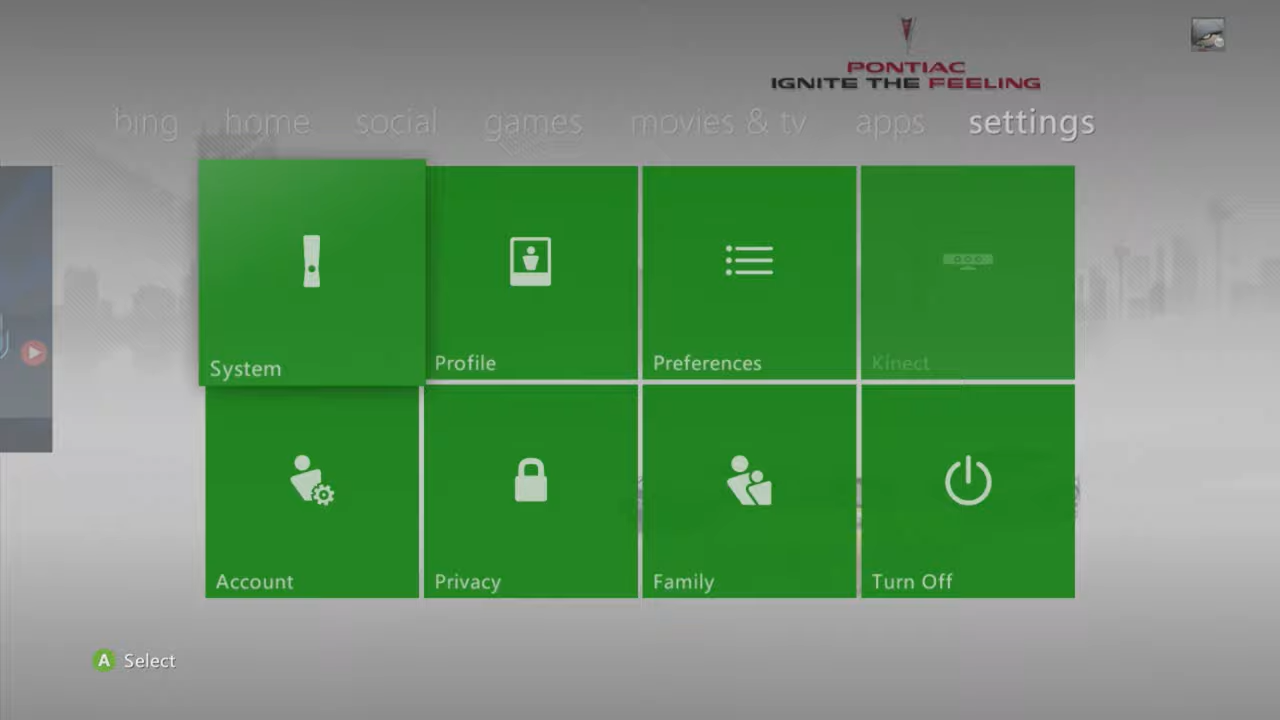 PONTIAC
IGNITE THE FEELING
bing home social games movies & tv apps settings
System
Profile
Preferences
Kinect
Account
Privacy
Family
Turn Off
A Select